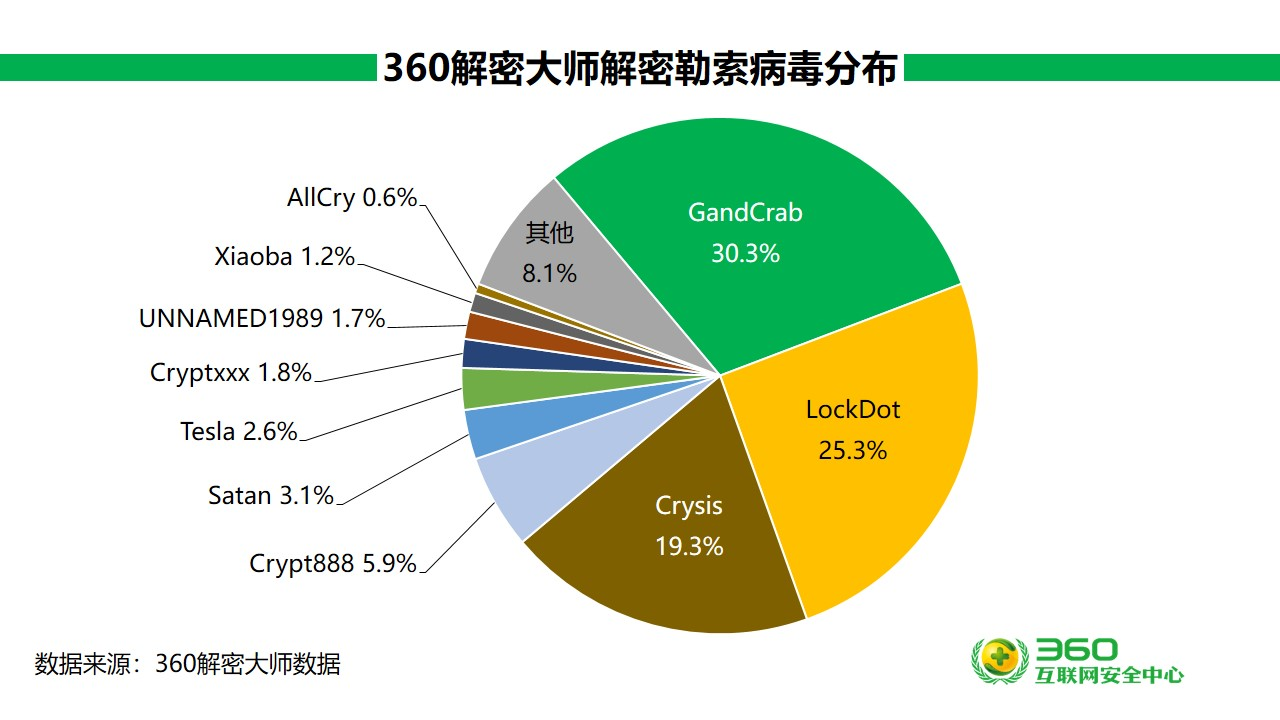 360解密大师解密勒索病毒分布
AllCry 0.6%
Xiaoba 1.2%
UNNAMED1989 1.7%
Cryptxxx 1.8%
Tesla 2.6%
Satan 3.1%
Crypt888 5.9%
其他
8.1%
GandCrab
30.3%
LockDot
25.3%
Crysis
19.3%
数据来源：360解密大师数据
360
互联网安全中心